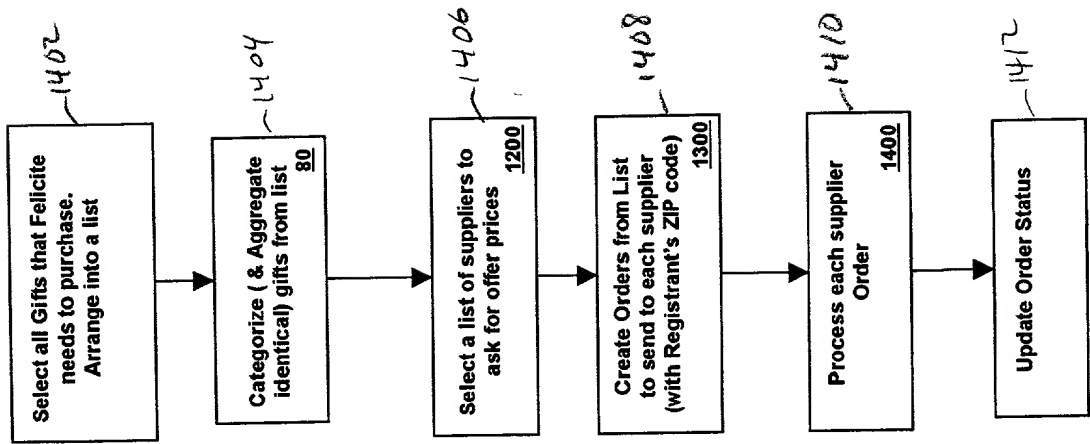 Select all Gifts that Felicite
needs to purchase.
Arrange into a list
1402
Categorize ( & Aggregate
identical) gifts from list
80
1404
Select a list of suppliers to
ask for offer prices
1200
1406
Create Orders from List
to send to each supplier
(with Registrant's ZIP code)
1300
1408
Process each supplier
Order
1400
1410
Update Order Status
1412